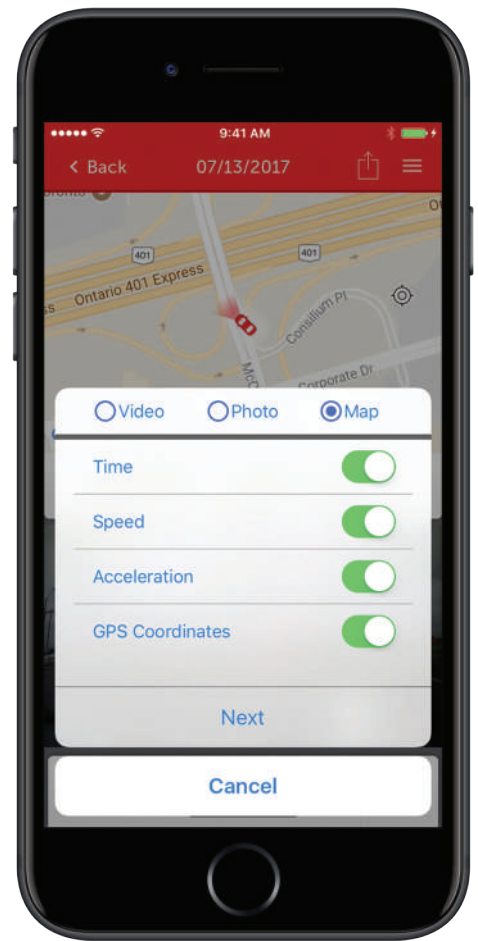 9:41 AM
Back
07/13/2017
401
401
Ontario 401 Express
Consilium Pl
Corporate Dr
Video
Photo
Map
Time
Speed
Acceleration
GPS Coordinates
Next
Cancel